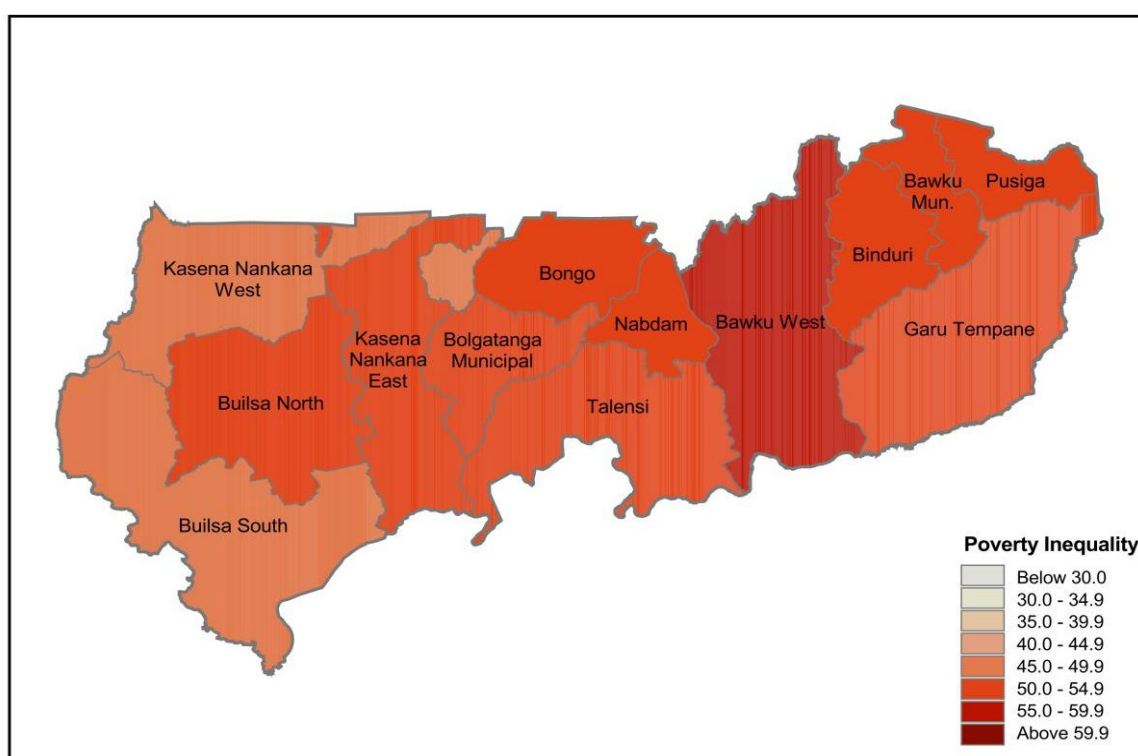 Kasena Nankana
West
Builsa North
Builsa South
Kasena
Nankana
East
Bolgatanga
Municipal
Bongo
Nabdam
Talensi
Bawku West
Binduri
Bawku
Mun.
Pusiga
Garu Tempane
Poverty Inequality
Below 30.0
30.0 - 34.9
35.0 - 39.9
40.0 - 44.9
45.0 - 49.9
50.0 - 54.9
55.0 - 59.9
Above 59.9